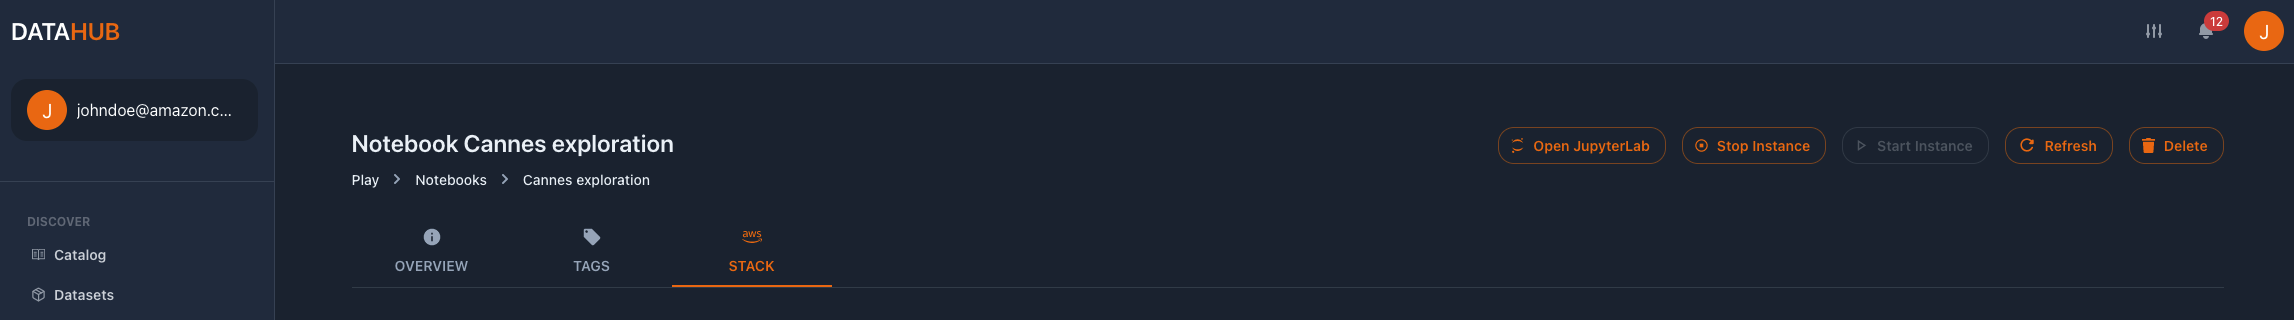 DATAHUB
12
J
J
johndoe@amazon.c...
Notebook Cannes exploration
Open JupyterLab
Stop Instance
Start Instance
Refresh
Delete
Play > Notebooks > Cannes exploration
DISCOVER
Catalog
Datasets
aws
OVERVIEW
TAGS
STACK